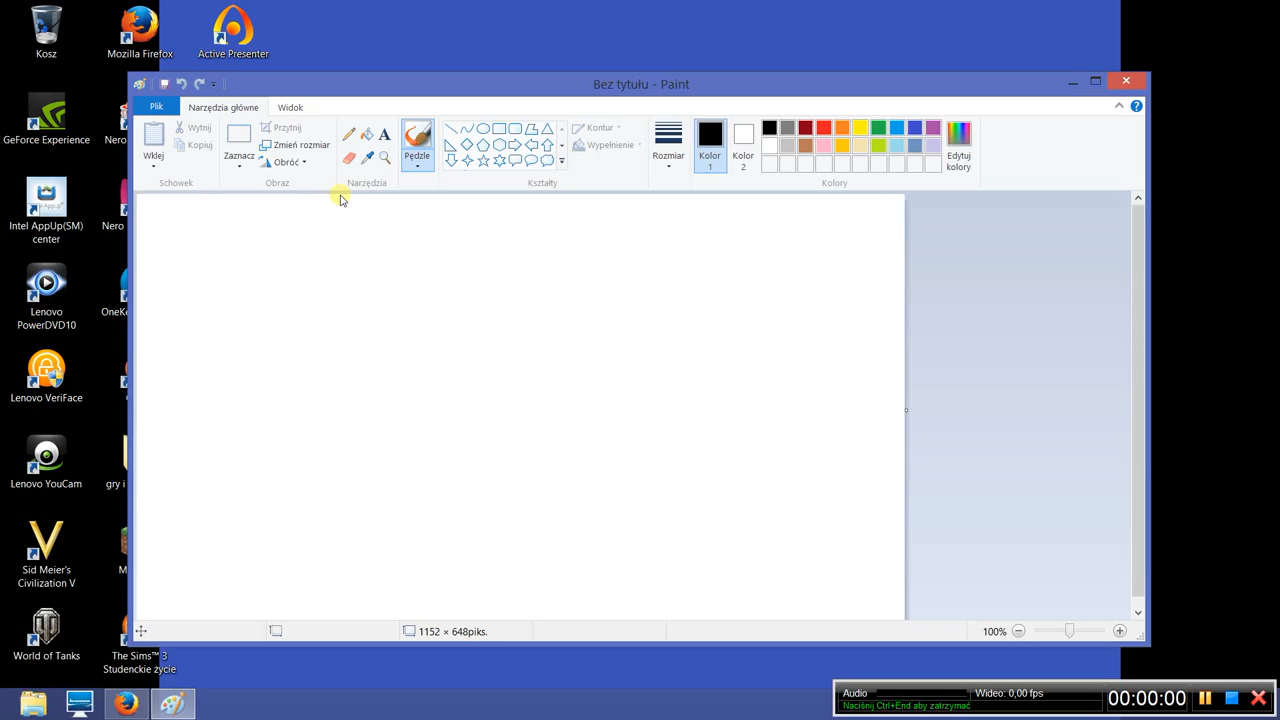 Kosz
Mozilla Firefox
Active Presenter
GeForce Experience
Nero
Intel AppUp(SM)
center
Nero
Lenovo
PowerDVD10
OneKe
Lenovo VeriFace
Lenovo YouCam
gry i
Sid Meier's
Civilization V
M
World of Tanks
The Sims™ 3
Studenckie życie
Bez tytułu - Paint
Plik
Narzędzia główne
Widok
Wklej
Wytnij
Kopiuj
Schowek
Zaznacz
Przytnij
Zmień rozmiar
Obróć
Obraz
A
Narzędzia
Pędzle
Kontur
Wypełnienie
Kształty
Rozmiar
Kolor
1
Kolor
2
Edytuj
kolory
Kolory
1152 × 648piks.
100%
Audio
Wideo: 0,00 fps
Naciśnij Ctrl+End aby zatrzymać
00:00:00